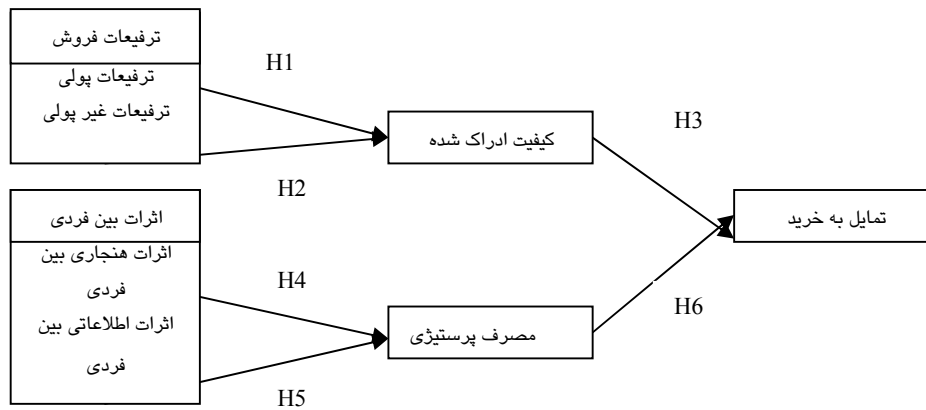 ترفیعات فروش
ترفیعات پولی
ترفیعات غیر پولی
H1
H2
کیفیت ادراک شده
H3
اثرات بین فردی
اثرات هنجاری بین
فردی
اثرات اطلاعاتی بین
فردی
H4
H5
مصرف پرستیژی
H6
تمایل به خرید